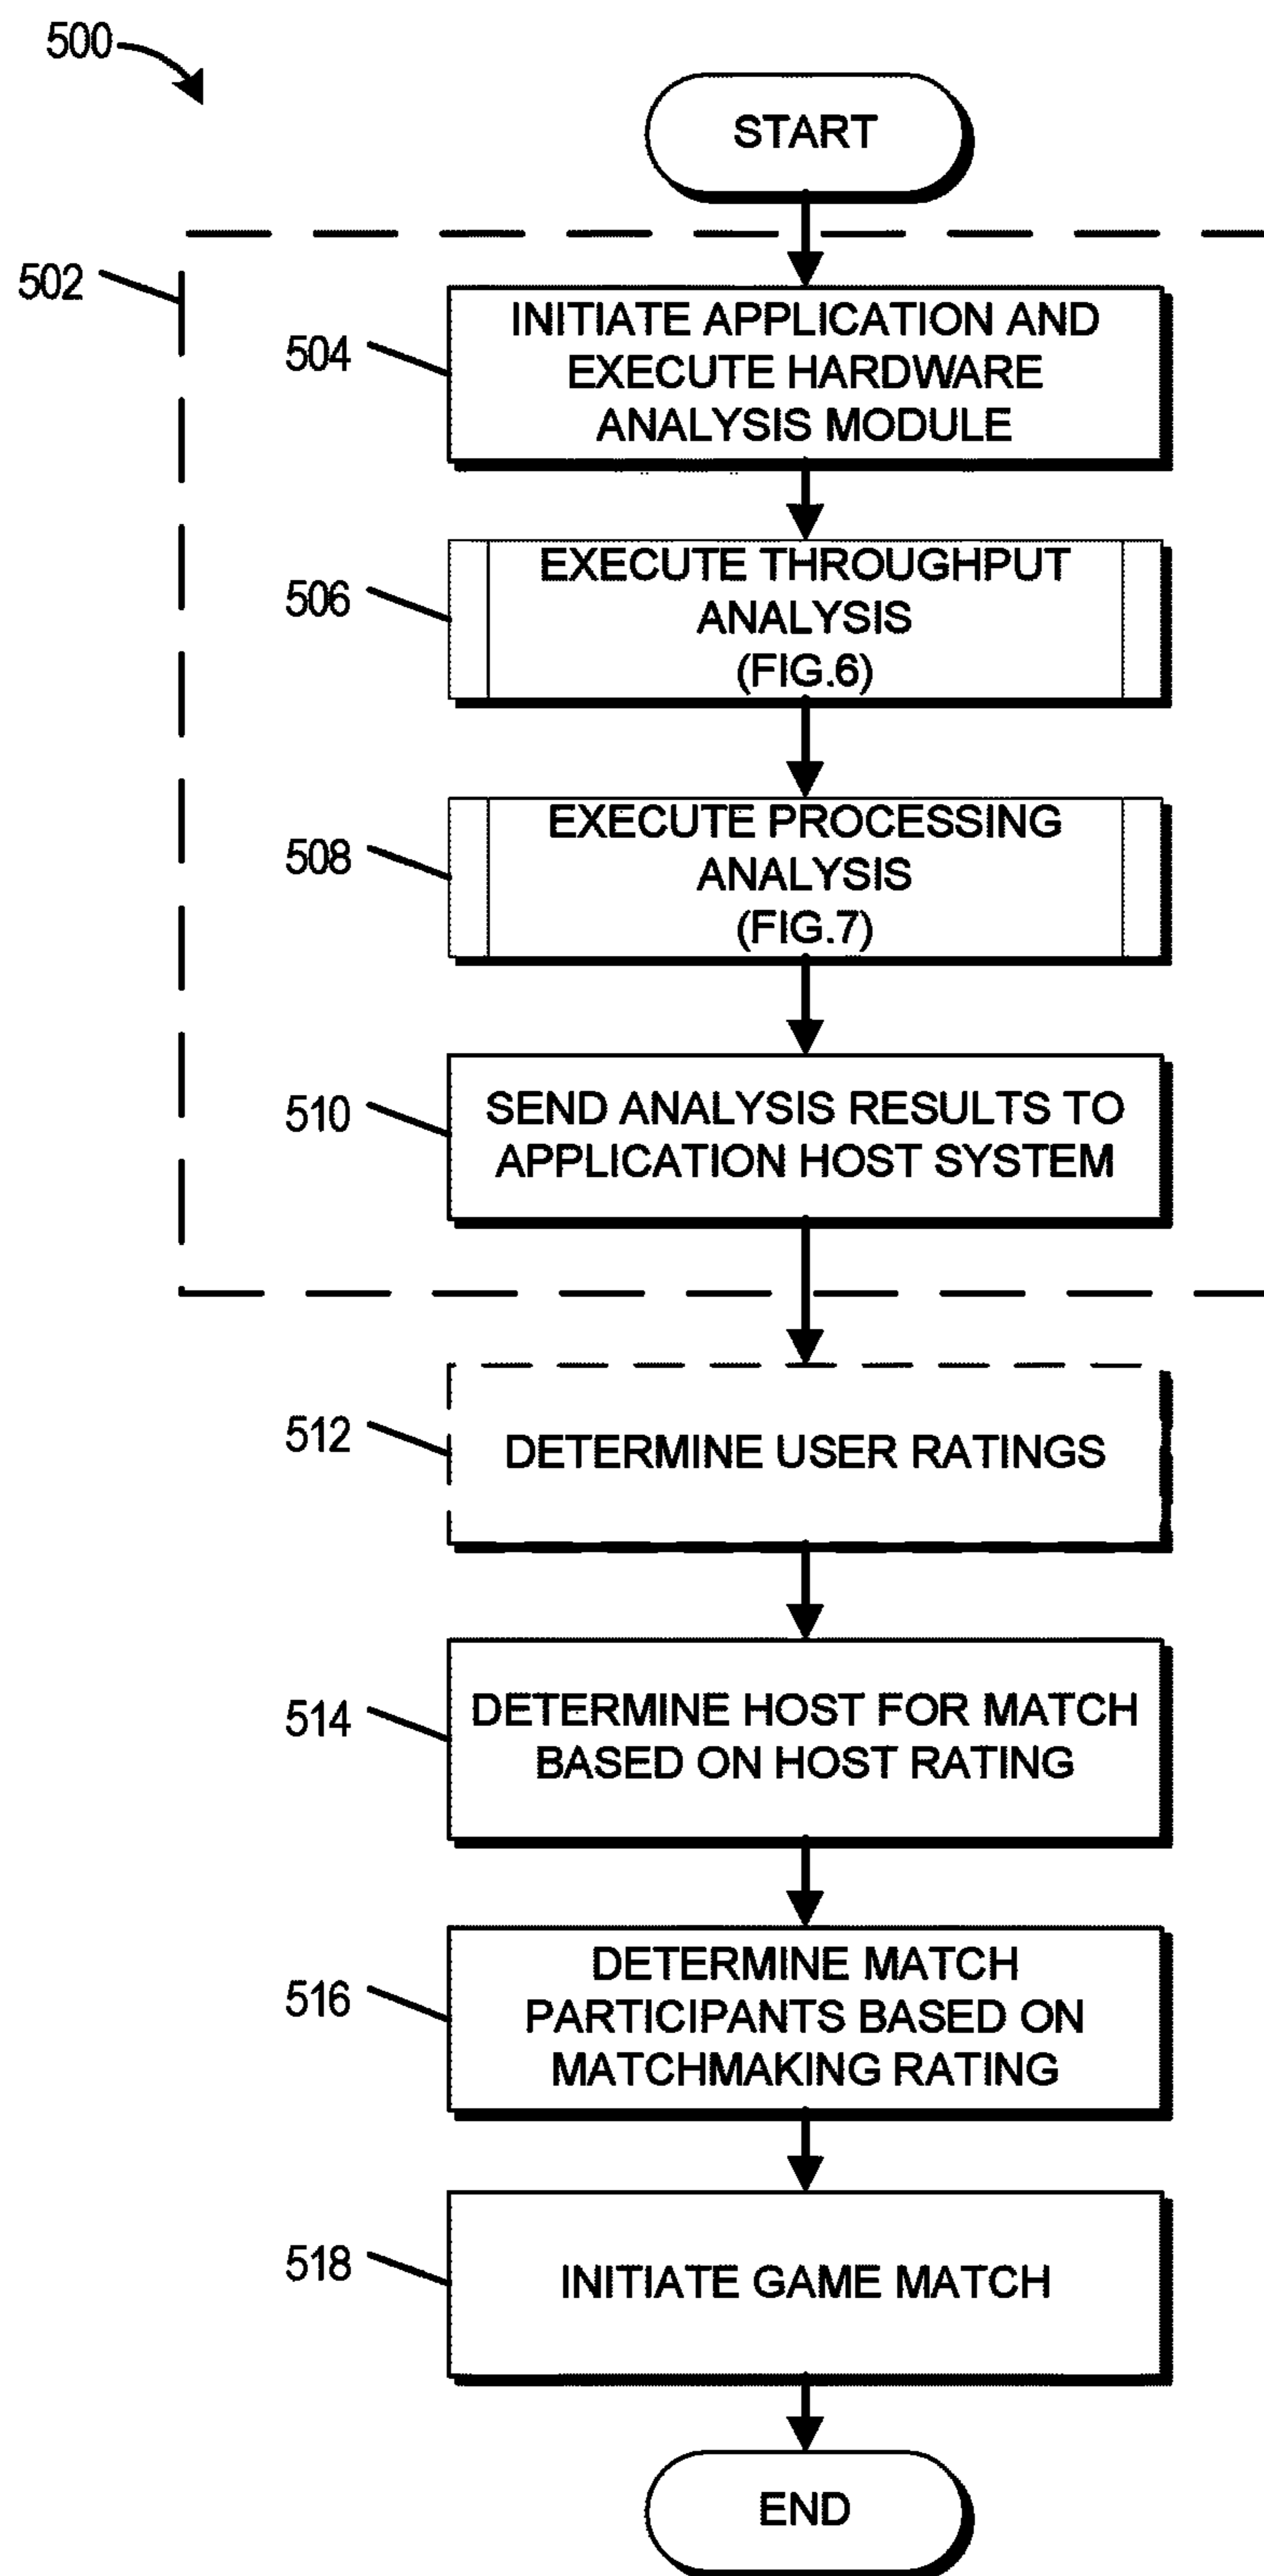 500
START
502
504
INITIATE APPLICATION AND
EXECUTE HARDWARE
ANALYSIS MODULE
506
EXECUTE THROUGHPUT
ANALYSIS
(FIG.6)
508
EXECUTE PROCESSING
ANALYSIS
(FIG.7)
510
SEND ANALYSIS RESULTS TO
APPLICATION HOST SYSTEM
512
DETERMINE USER RATINGS
514
DETERMINE HOST FOR MATCH
BASED ON HOST RATING
516
DETERMINE MATCH
PARTICIPANTS BASED ON
MATCHMAKING RATING
518
INITIATE GAME MATCH
END